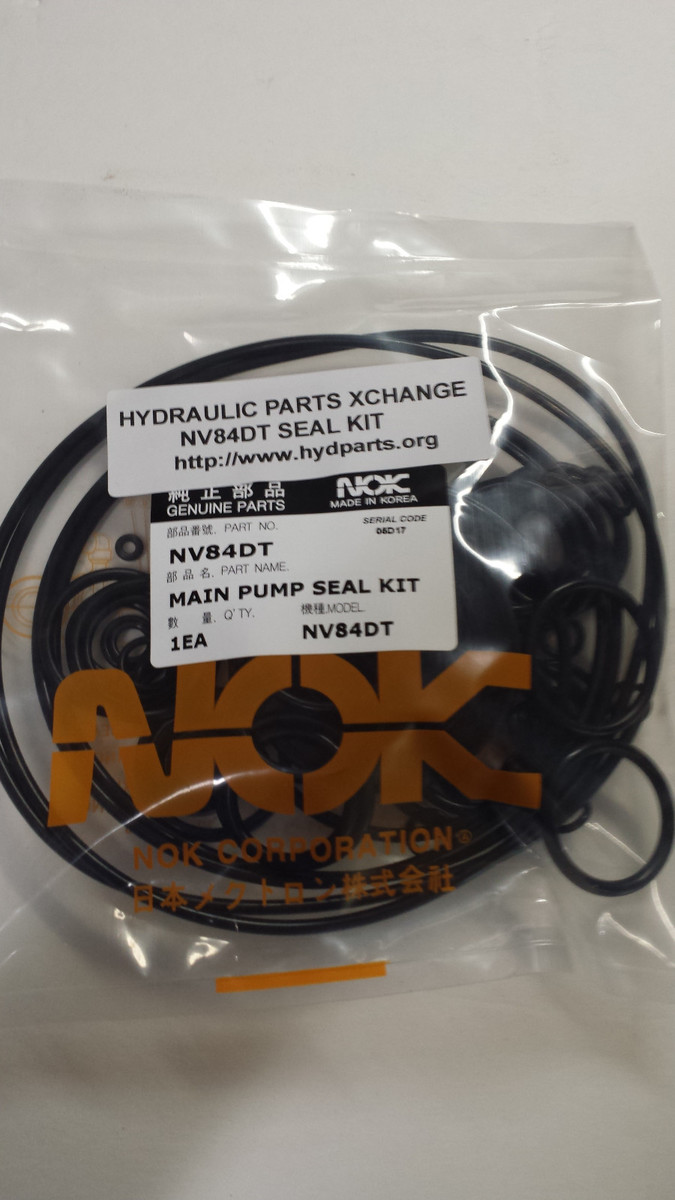 HYDRAULIC PARTS XCHANGE
NV84DT SEAL KIT
http://www.hydparts.org
純正部品
GENUINE PARTS
NOK
MADE IN KOREA
部品番號. PART NO.
SERIAL CODE
06D17
NV84DT
部品名. PART NAME.
MAIN PUMP SEAL KIT
數 量. Q'TY.
機種.MODEL.
1EA
NV84DT
NOK
NOK CORPORATION
日本メクトロン株式会社